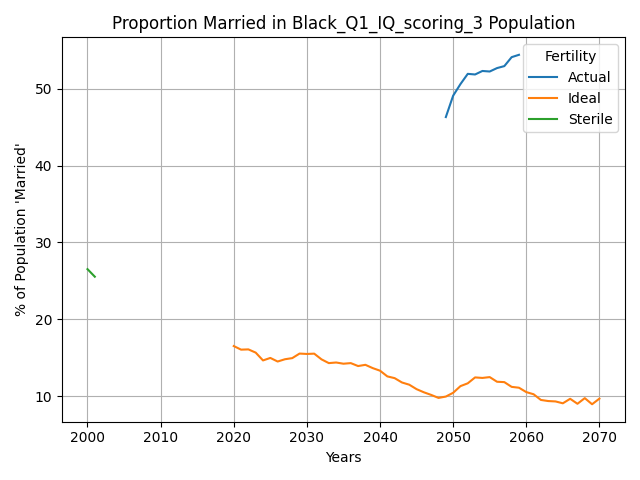 Proportion Married in Black_Q1_IQ_scoring_3 Population
% of Population 'Married'
50
40
30
20
10
Fertility
Actual
Ideal
Sterile
2000 2010 2020 2030 2040 2050 2060 2070
Years